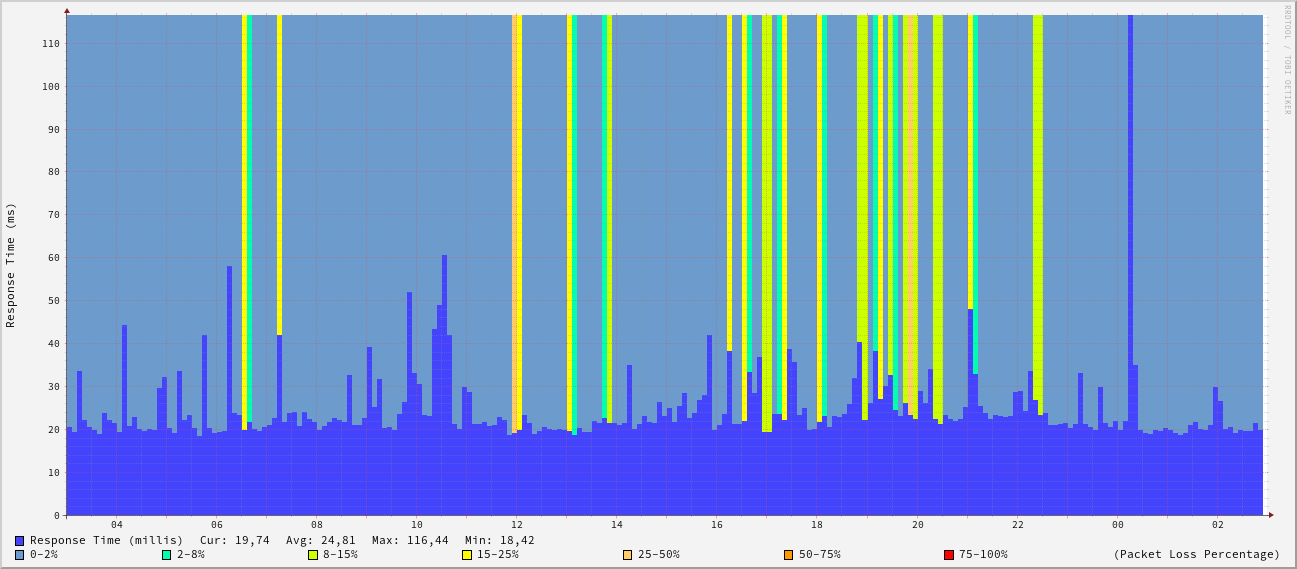 RRDTOOL / TOBI OETIKER
Response Time (ms)
110
100
90
80
70
60
50
40
30
20
10
0
04 06 08 10 12 14 16 18 20 22 00 02
Response Time (millis) Cur: 19,74 Avg: 24,81 Max: 116,44 Min: 18,42
0-2% 2-8% 8-15% 15-25% 25-50% 50-75% 75-100% (Packet Loss Percentage)